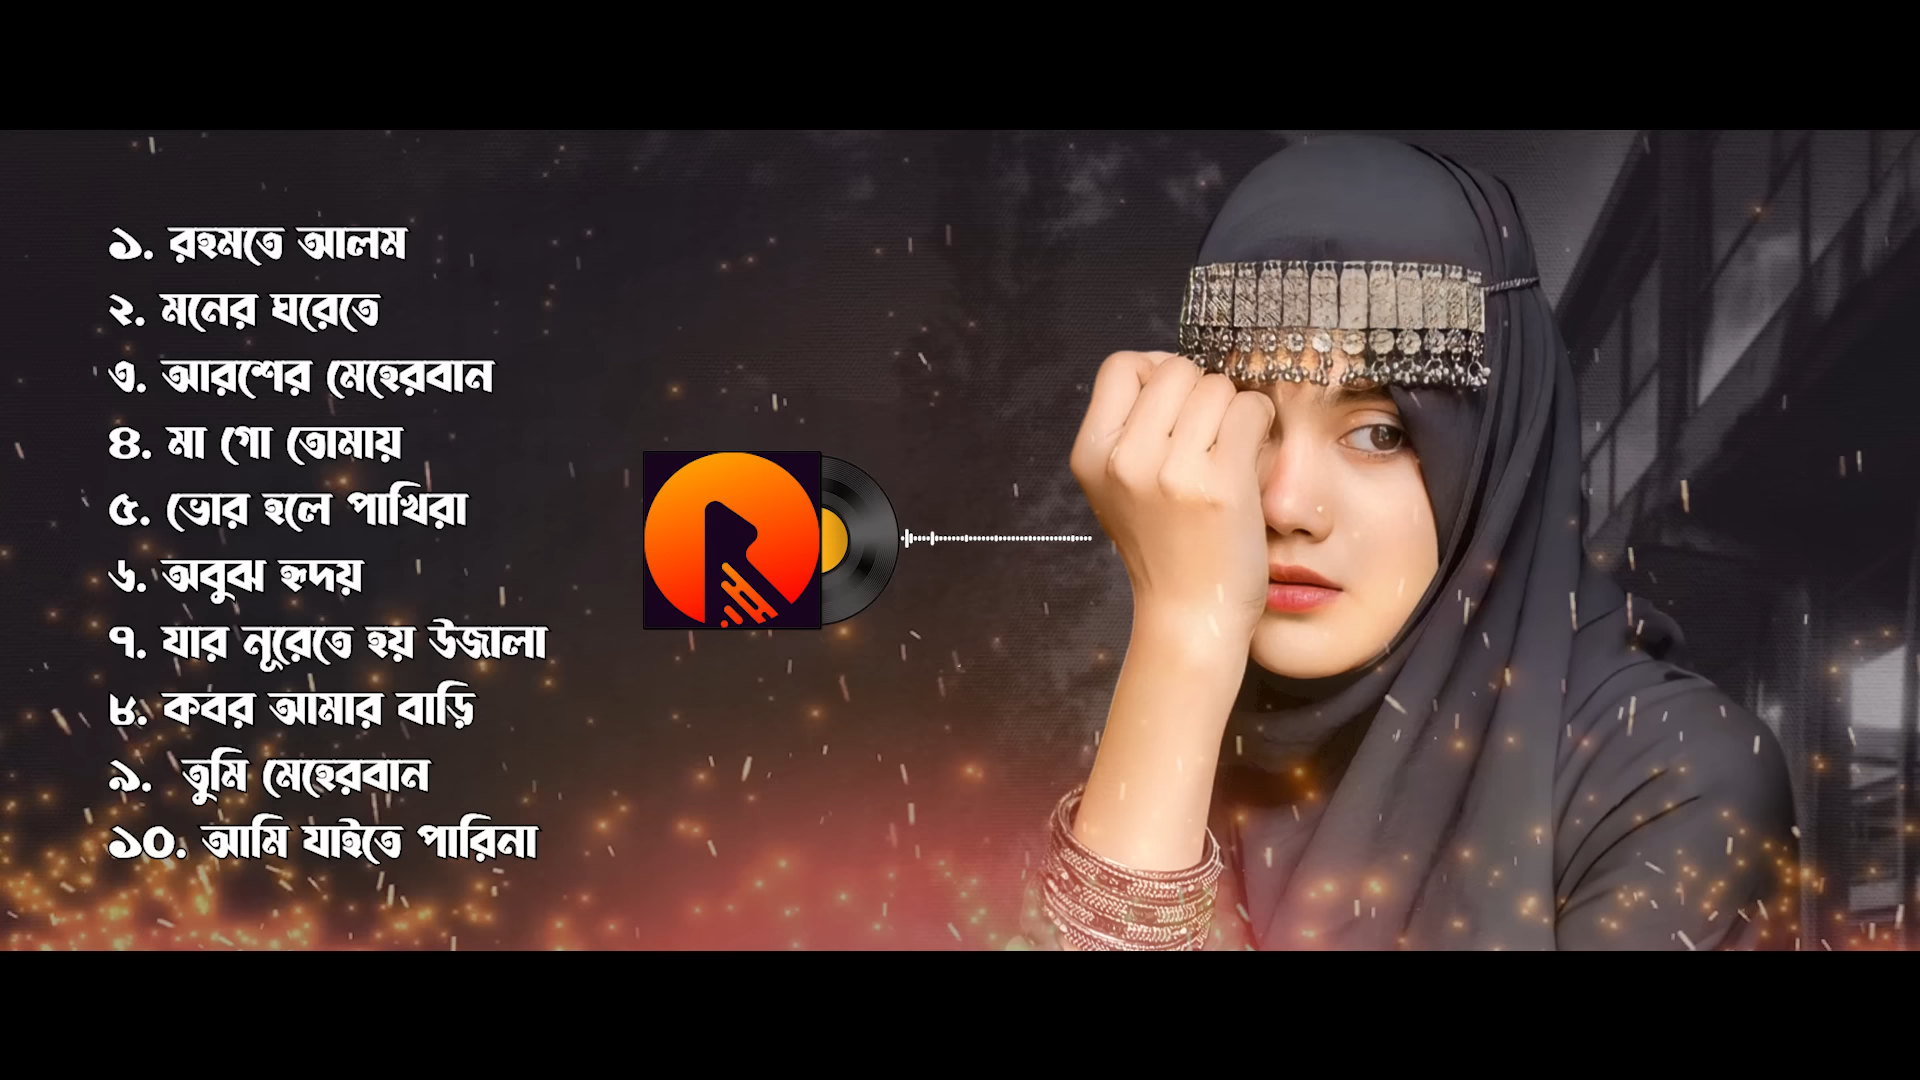 ১. রহমতে আলম
২. মনের ঘরেতে
৩. আরশের মেহেরবান
৪. মা গো তোমায়
৫. ভোর হলে পাখিরা
৬. অবুঝ হৃদয়
৭. যার নূরেতে হয় উজালা
৮. কবর আমার বাড়ি
৯. তুমি মেহেরবান
১০. আমি যাইতে পারিনা